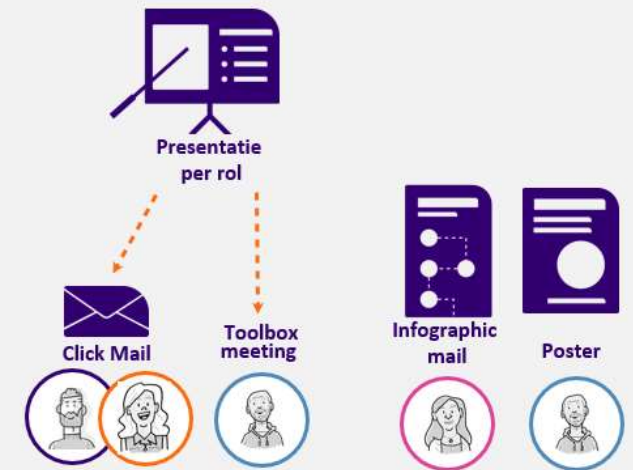 Presentatie
per rol
Click Mail
Toolbox
meeting
Infographic
mail
Poster